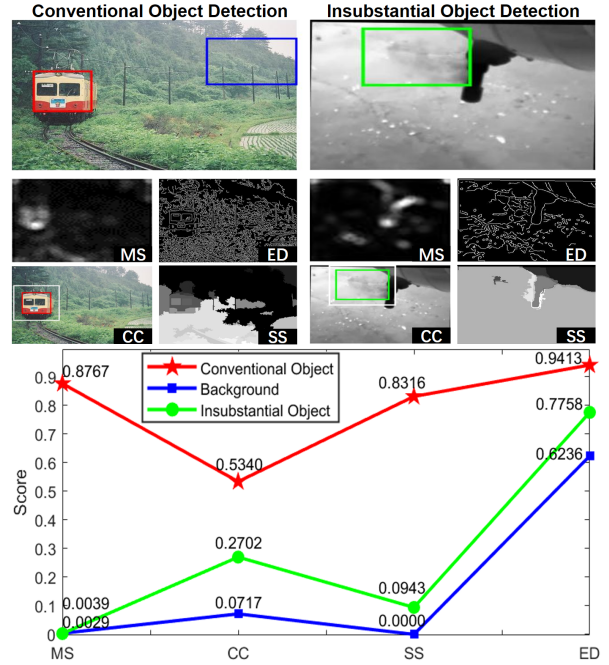 Conventional Object Detection
Insubstantial Object Detection
MS
ED
MS
ED
CC
SS
CC
SS
Conventional Object
Background
Insubstantial Object
Score
0.9
0.8
0.7
0.6
0.5
0.4
0.3
0.2
0.1
0
0.8767
0.5340
0.8316
0.9413
0.7758
0.6236
0.2702
0.0943
0.0717
0.0000
0.0039
0.0029
MS
CC
SS
ED